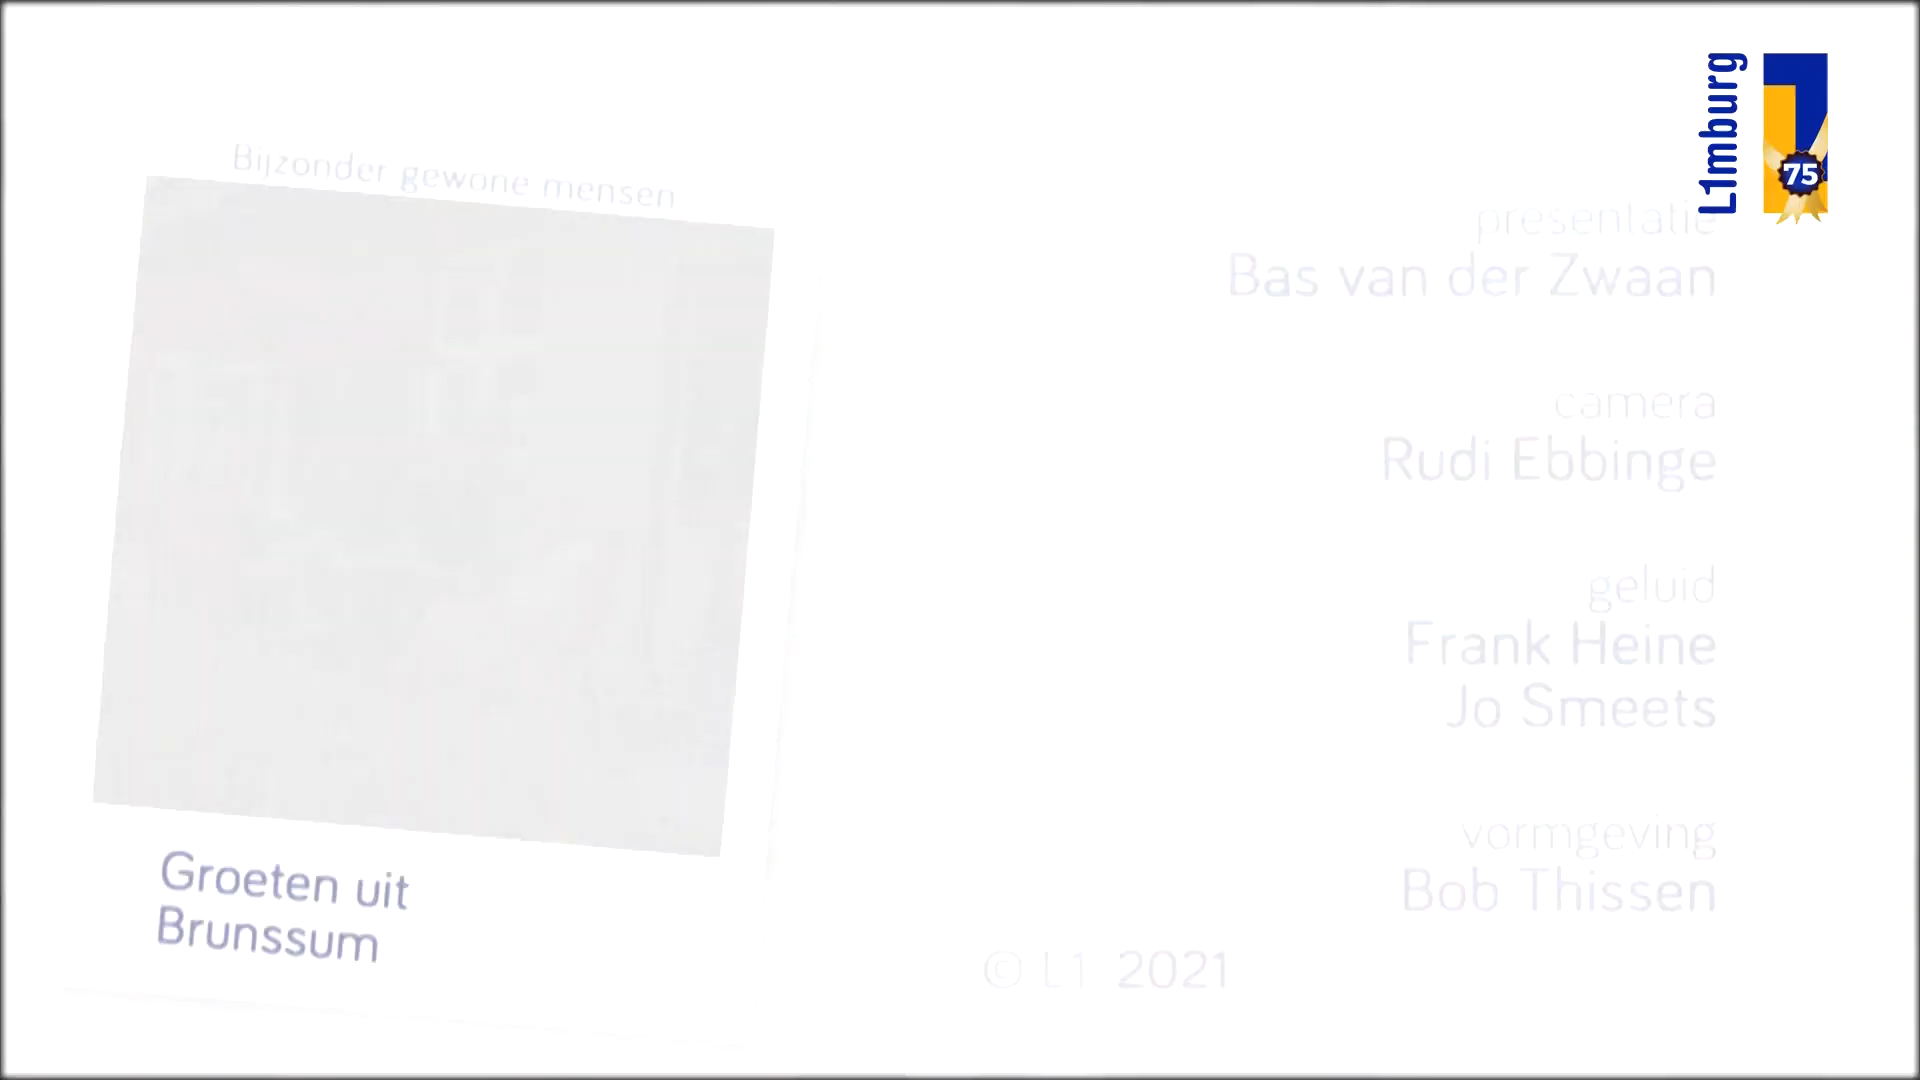 Bijzonder gewone mensen
Groeten uit
Brunssum
L1mburg
75
presentatie
Bas van der Zwaan
camera
Rudi Ebbinge
geluid
Frank Heine
Jo Smeets
vormgeving
Bob Thissen
© L1 2021